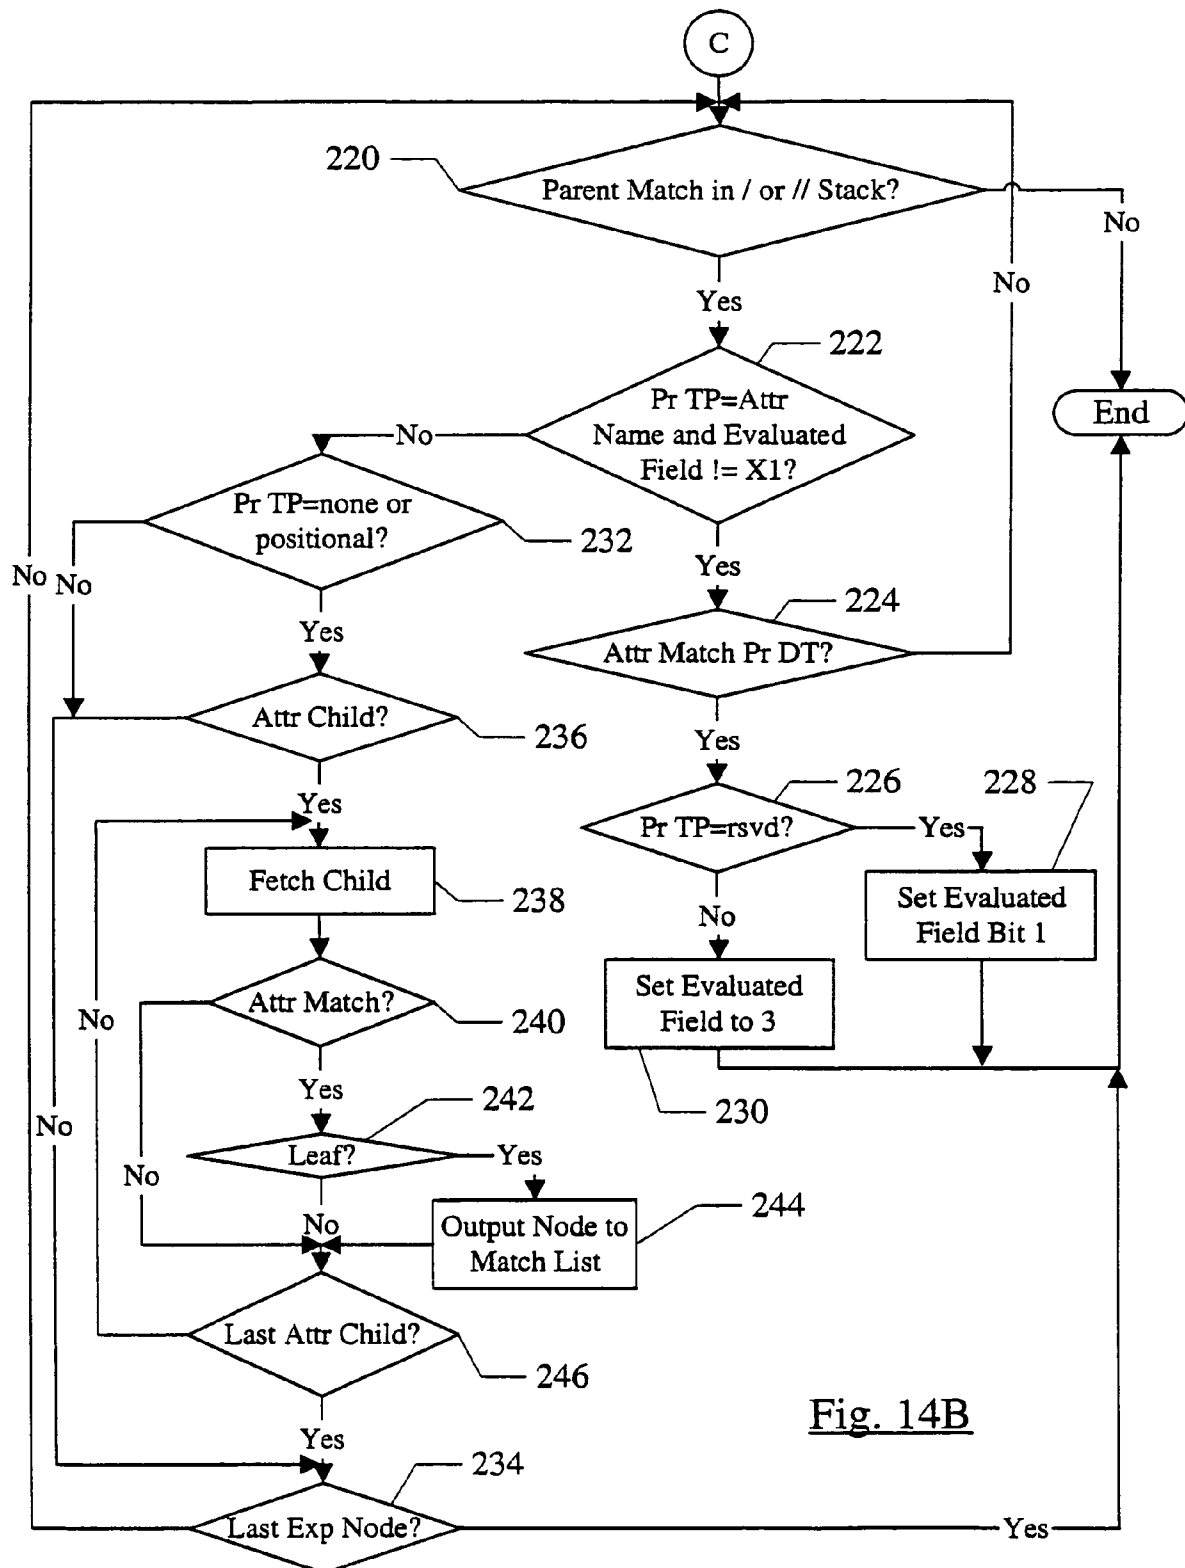 C
220
Parent Match in / or // Stack?
No
Yes
No
222
Pr TP=Attr
Name and Evaluated
Field != X1?
No
End
Pr TP=none or
positional?
232
Yes
No
No
Yes
224
Attr Match Pr DT?
Attr Child?
236
Yes
Yes
226
228
Pr TP=rsvd?
Yes
Fetch Child
238
No
Set Evaluated
Field Bit 1
Attr Match?
240
Set Evaluated
Field to 3
No
Yes
230
242
No
Leaf?
Yes
No
No
Output Node to
Match List
244
Last Attr Child?
246
Yes
Fig. 14B
234
Last Exp Node?
Yes